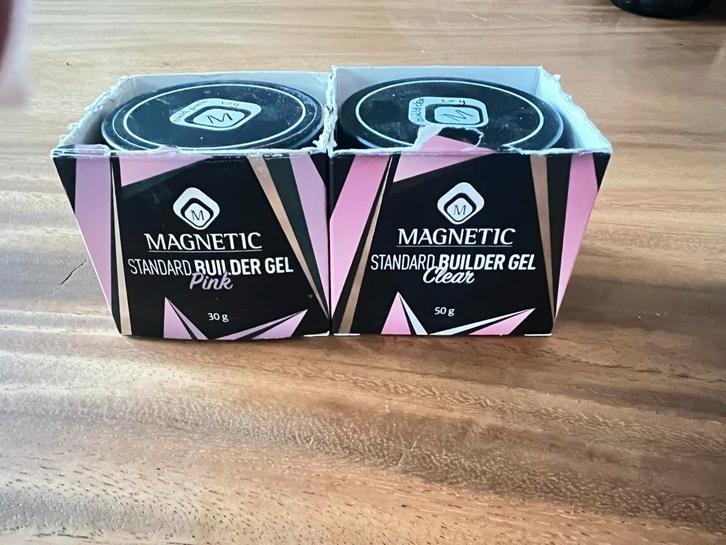 M
M
M
MAGNETIC
STANDARD BUILDER GEL
Pink
30 g
M
MAGNETIC
STANDARD BUILDER GEL
Clear
50 g